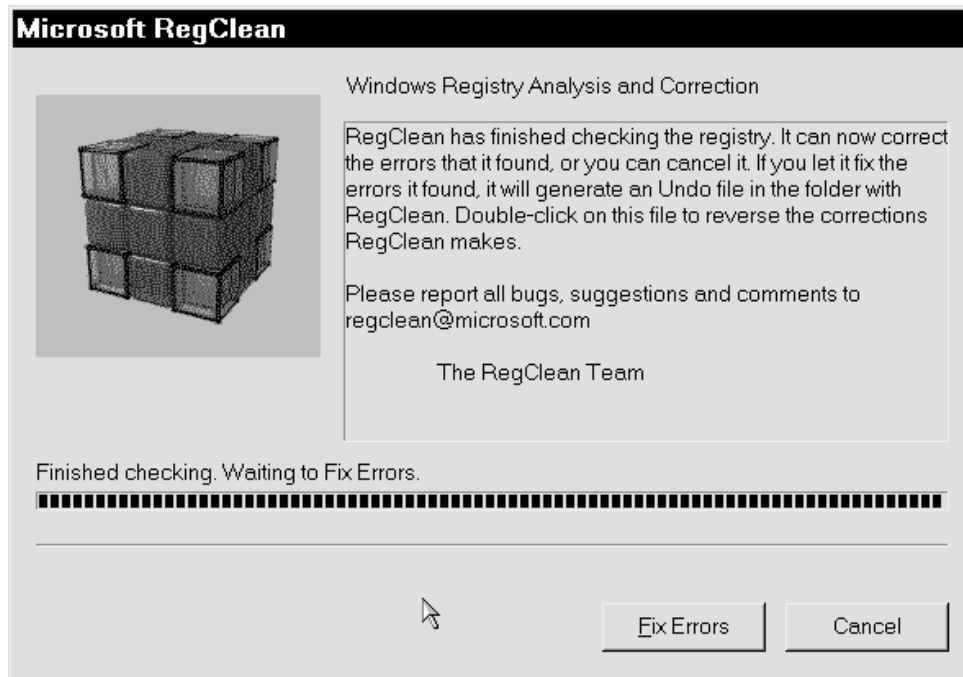 Microsoft RegClean
Windows Registry Analysis and Correction
RegClean has finished checking the registry. It can now correct
the errors that it found, or you can cancel it. If you let it fix the
errors it found, it will generate an Undo file in the folder with
RegClean. Double-click on this file to reverse the corrections
RegClean makes.
Please report all bugs, suggestions and comments to
regclean@microsoft.com
The RegClean Team
Finished checking. Waiting to Fix Errors.
Fix Errors
Cancel